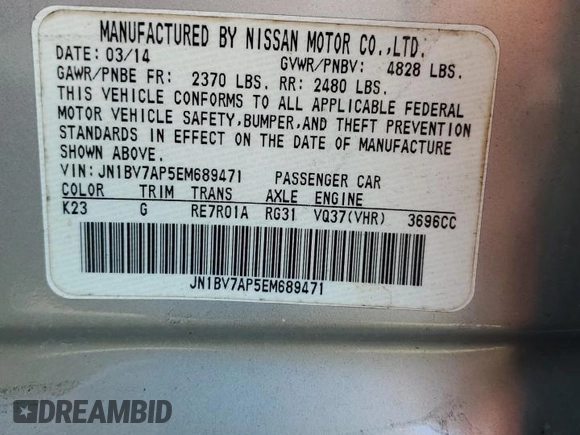 MANUFACTURED BY NISSAN MOTOR CO.,LTD.
DATE: 03/14 GVWR/PNBV: 4828 LBS.
GAWR/PNBE FR: 2370 LBS. RR: 2480 LBS.
THIS VEHICLE CONFORMS TO ALL APPLICABLE FEDERAL
MOTOR VEHICLE SAFETY,BUMPER,AND THEFT PREVENTION
STANDARDS IN EFFECT ON THE DATE OF MANUFACTURE
SHOWN ABOVE.
VIN: JN1BV7AP5EM689471 PASSENGER CAR
COLOR TRIM TRANS AXLE ENGINE
K23 G RE7R01A RG31 VQ37(VHR) 3696CC
JN1BV7AP5EM689471
DREAMBID